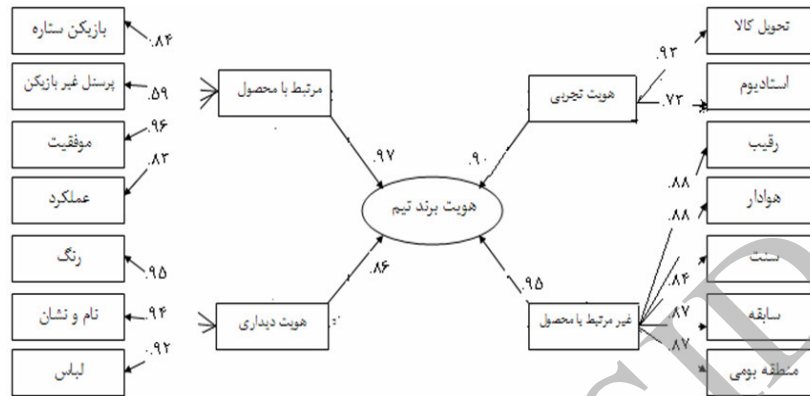 تحویل کالا
استادیوم
رقیب
هوادار
سنت
سابقه
منطقه بومی
.۹۳
.۷۳
.۸۸
.۸۸
.۸۴
.۸۷
.۸۷
هویت تجربی
غیر مرتبط با محصول
.۹۰
.۹۵
هویت برند تیم
.۹۷
.۸۶
مرتبط با محصول
هویت دیداری
.۸۴
.۵۹
.۹۶
.۸۳
.۹۵
.۹۴
.۹۲
بازیکن ستاره
پرسنل غیر بازیکن
موفقیت
عملکرد
رنگ
نام و نشان
لباس